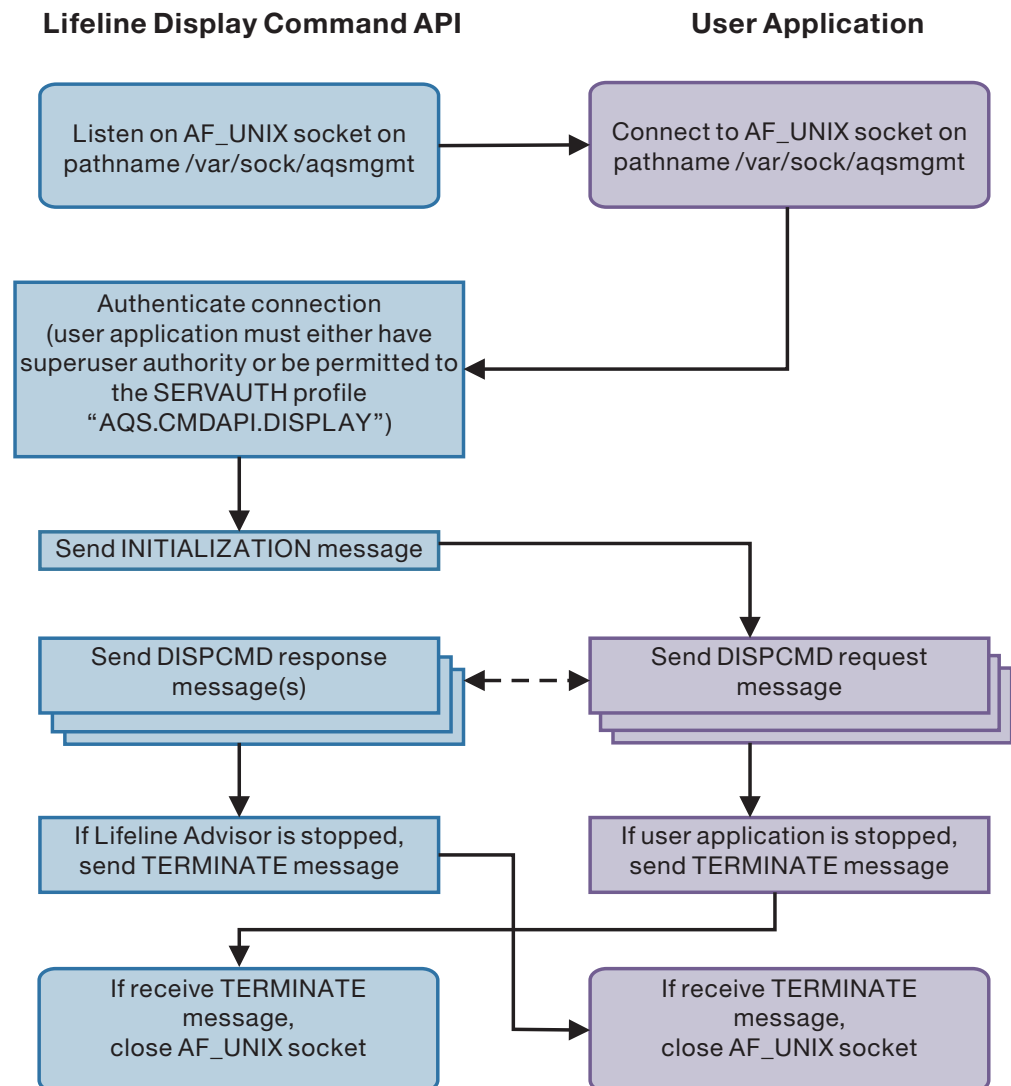 Lifeline Display Command API
User Application
Listen on AF_UNIX socket on
pathname /var/sock/aqsmgmt
Connect to AF_UNIX socket on
pathname /var/sock/aqsmgmt
Authenticate connection
(user application must either have
superuser authority or be permitted to
the SERVAUTH profile
“AQS.CMDAPI.DISPLAY”)
Send INITIALIZATION message
Send DISPCMD response
message(s)
Send DISPCMD request
message
If Lifeline Advisor is stopped,
send TERMINATE message
If user application is stopped,
send TERMINATE message
If receive TERMINATE
message,
close AF_UNIX socket
If receive TERMINATE
message,
close AF_UNIX socket